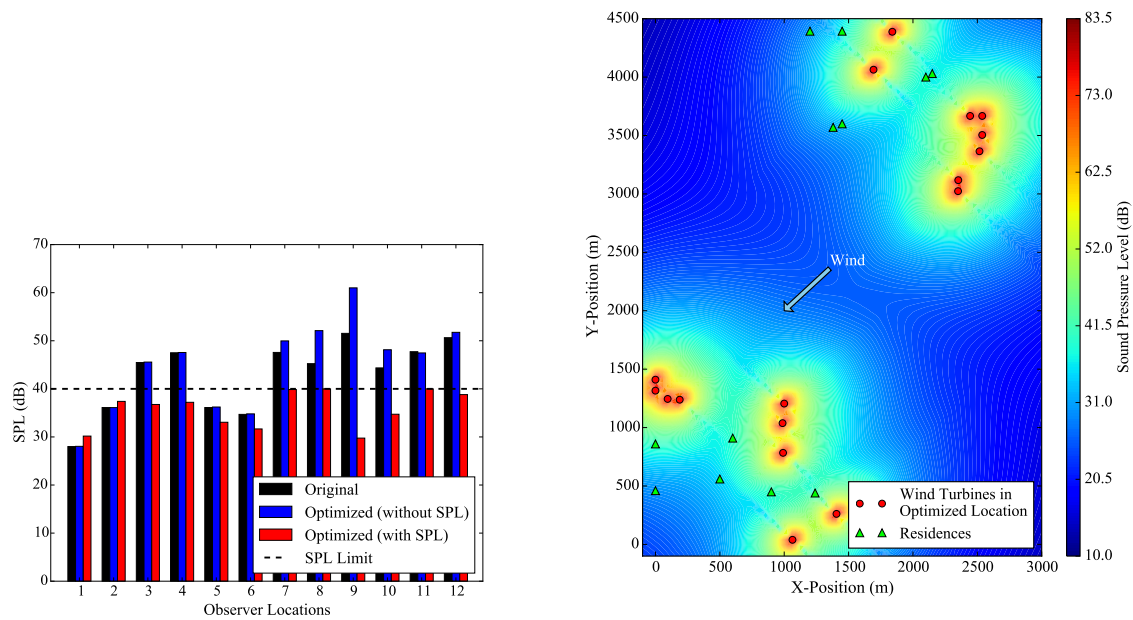 70
60
50
40
30
20
10
0
SPL (dB)
1 2 3 4 5 6 7 8 9 10 11 12
Observer Locations
Original
Optimized (without SPL)
Optimized (with SPL)
SPL Limit
4500
4000
3500
3000
2500
2000
1500
1000
500
0
Y-Position (m)
0 500 1000 1500 2000 2500 3000
X-Position (m)
Wind
Wind Turbines in
Optimized Location
Residences
83.5
73.0
62.5
52.0
41.5
31.0
20.5
10.0
Sound Pressure Level (dB)